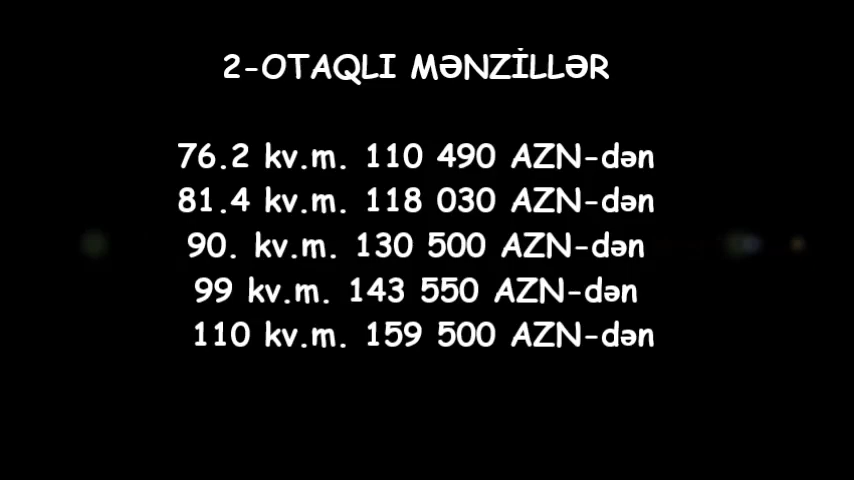 2-OTAQLI MƏNZİLLƏR
76.2 kv.m. 110 490 AZN-dən
81.4 kv.m. 118 030 AZN-dən
90. kv.m. 130 500 AZN-dən
99 kv.m. 143 550 AZN-dən
110 kv.m. 159 500 AZN-dən